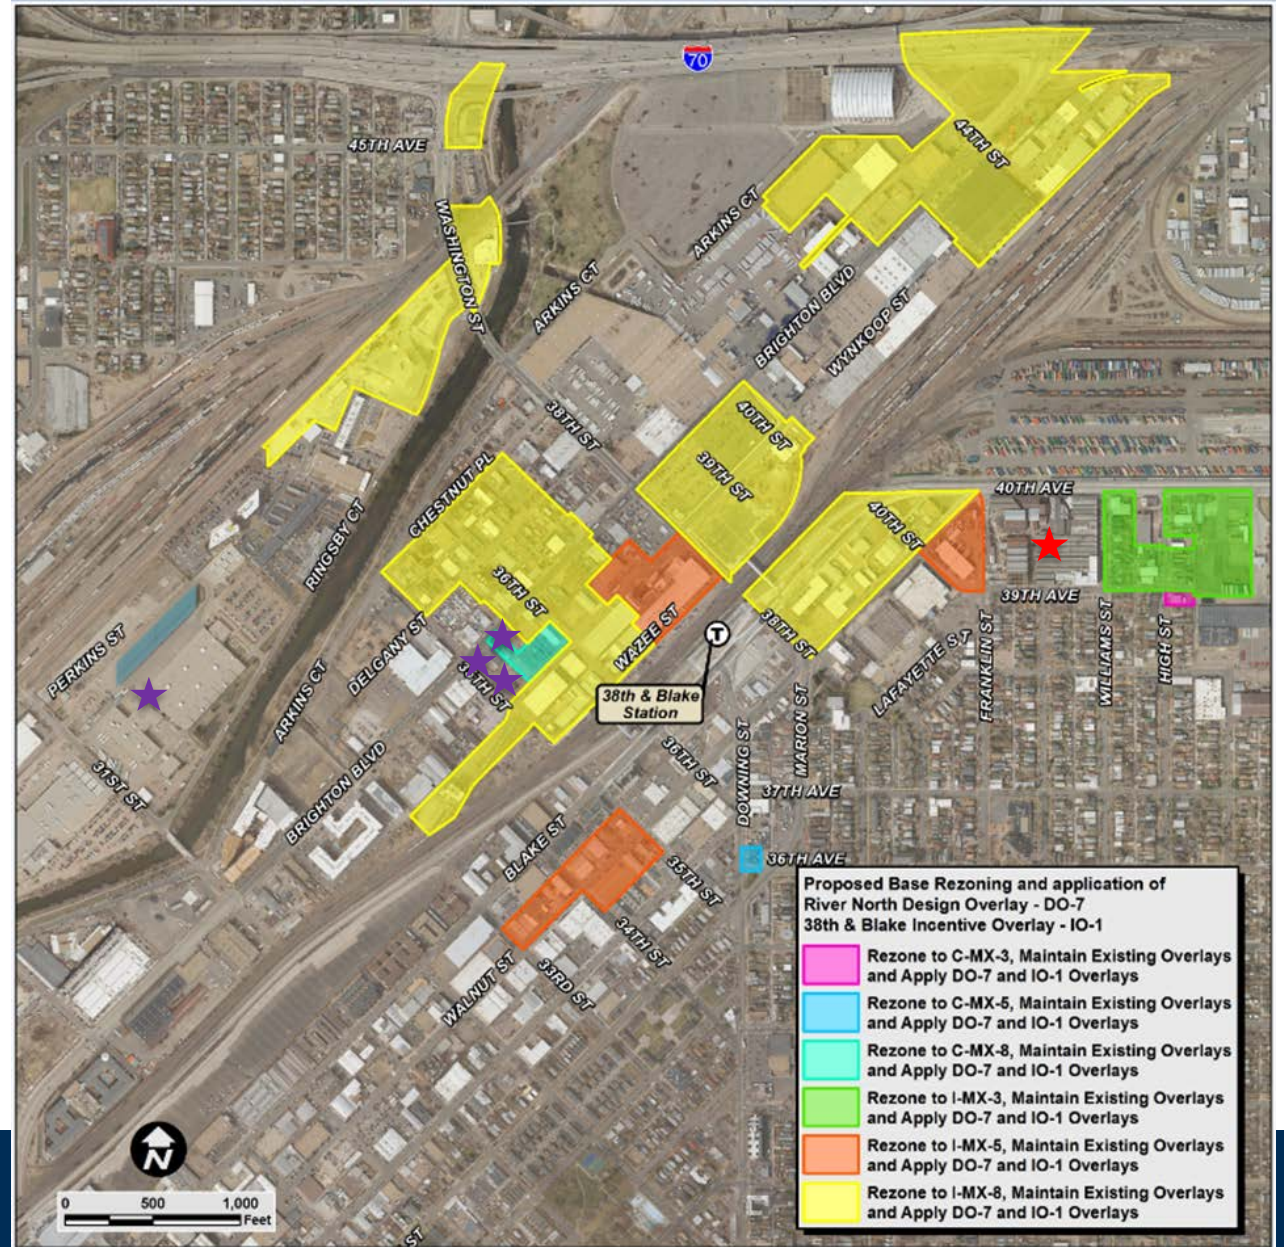 70
45TH AVE
44TH ST
WASHINGTON ST
ARKINS CT
ARKINS CT
BRIGHTON BLVD
WYNKOOP ST
38TH ST
40TH ST
39TH ST
CHESTNUT PL
40TH AVE
40TH ST
RINGSBY CT
36TH ST
39TH AVE
38TH ST
WAZEE ST
T
PERKINS ST
DELGANY ST
LAFAYETTE ST
FRANKLIN ST
WILLIAMS ST
HIGH ST
38th & Blake
Station
ARKINS CT
MARION ST
DOWNING ST
31ST ST
BRIGHTON BLVD
36TH ST
37TH AVE
BLAKE ST
36TH AVE
35TH ST
34TH ST
33RD ST
WALNUT ST
Proposed Base Rezoning and application of
River North Design Overlay - DO-7
38th & Blake Incentive Overlay - IO-1
Rezone to C-MX-3, Maintain Existing Overlays
and Apply DO-7 and IO-1 Overlays
Rezone to C-MX-5, Maintain Existing Overlays
and Apply DO-7 and IO-1 Overlays
Rezone to C-MX-8, Maintain Existing Overlays
and Apply DO-7 and IO-1 Overlays
Rezone to I-MX-3, Maintain Existing Overlays
and Apply DO-7 and IO-1 Overlays
Rezone to I-MX-5, Maintain Existing Overlays
and Apply DO-7 and IO-1 Overlays
Rezone to I-MX-8, Maintain Existing Overlays
and Apply DO-7 and IO-1 Overlays
N
0 500 1,000
Feet
ST